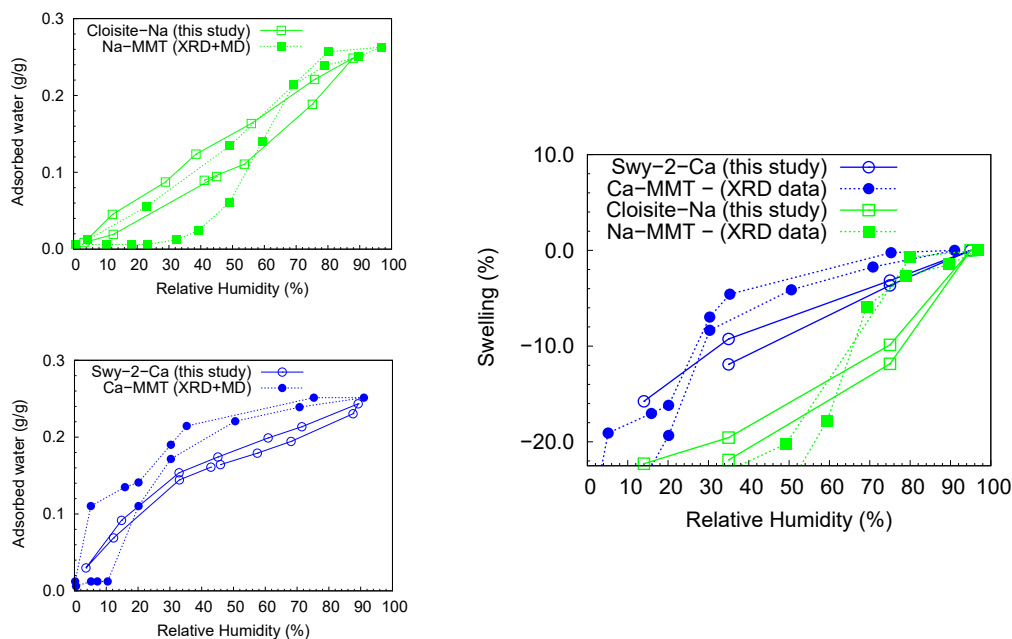 0.3
0.2
0.1
0.0
Adsorbed water (g/g)
Cloisite−Na (this study)
Na−MMT (XRD+MD)
0 10 20 30 40 50 60 70 80 90 100
Relative Humidity (%)
0.3
0.2
0.1
0.0
Adsorbed water (g/g)
Swy−2−Ca (this study)
Ca−MMT (XRD+MD)
0 10 20 30 40 50 60 70 80 90 100
Relative Humidity (%)
10.0
0.0
−10.0
−20.0
Swelling (%)
Swy−2−Ca (this study)
Ca−MMT − (XRD data)
Cloisite−Na (this study)
Na−MMT − (XRD data)
0 10 20 30 40 50 60 70 80 90 100
Relative Humidity (%)